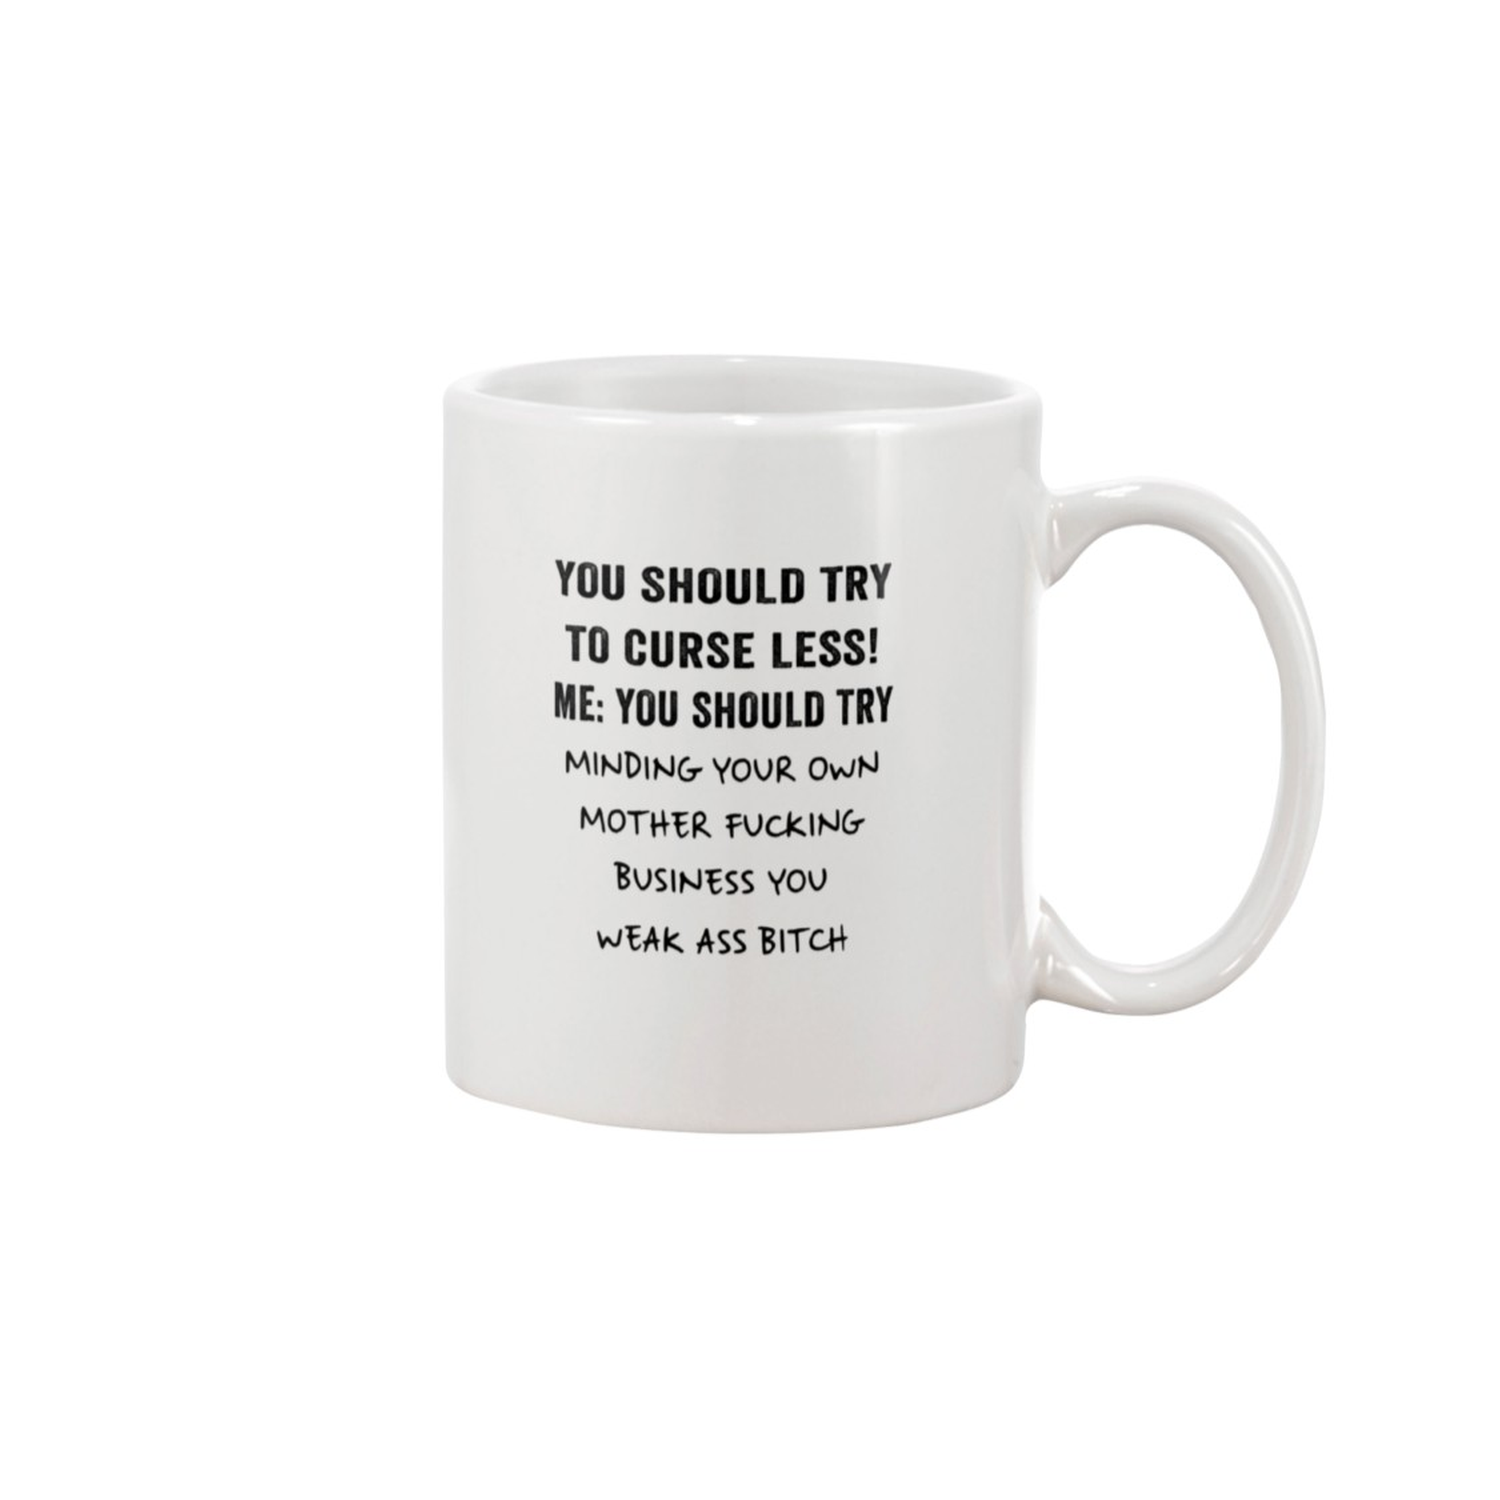 YOU SHOULD TRY
TO CURSE LESS!
ME: YOU SHOULD TRY
MINDING YOUR OWN
MOTHER FUCKING
BUSINESS YOU
WEAK ASS BITCH